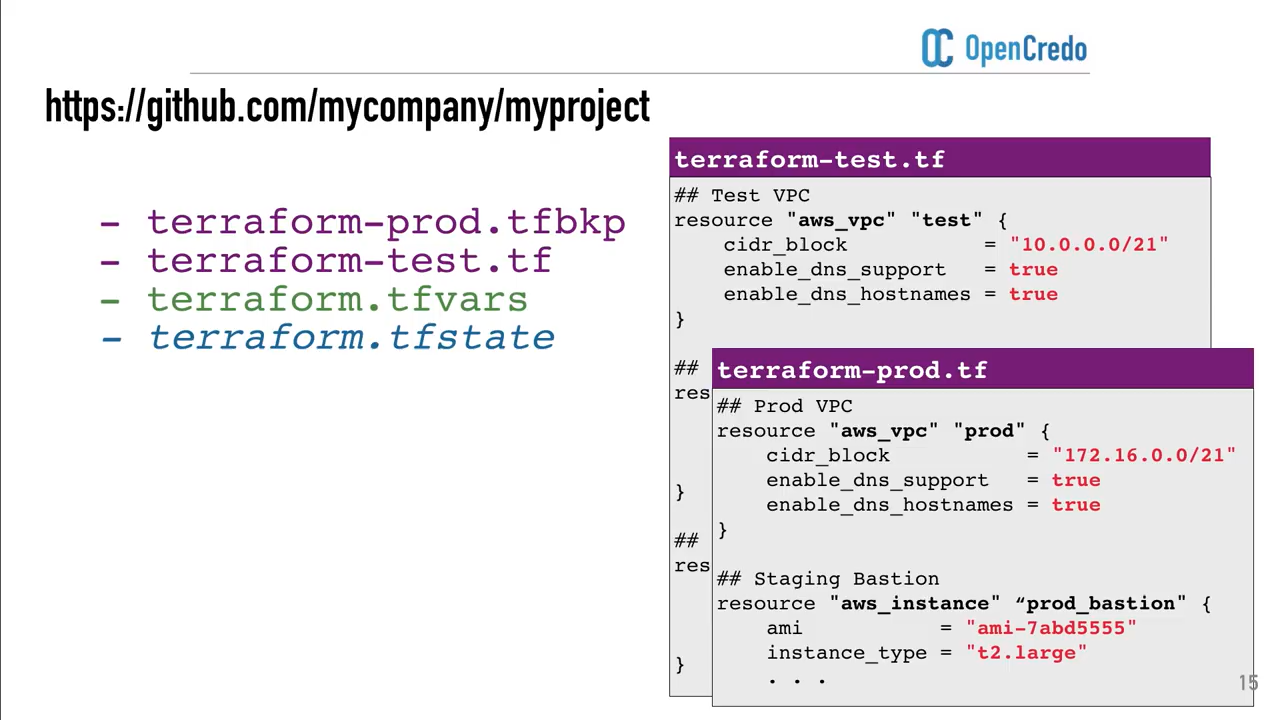 OpenCredo
https://github.com/mycompany/myproject
- terraform-prod.tfbkp
- terraform-test.tf
- terraform.tfvars
- terraform.tfstate
terraform-test.tf
## Test VPC
resource "aws_vpc" "test" {
cidr_block = "10.0.0.0/21"
enable_dns_support = true
enable_dns_hostnames = true
}
##
res
}
##
res
}
terraform-prod.tf
## Prod VPC
resource "aws_vpc" "prod" {
cidr_block = "172.16.0.0/21"
enable_dns_support = true
enable_dns_hostnames = true
}
## Staging Bastion
resource "aws_instance" “prod_bastion" {
ami = "ami-7abd5555"
instance_type = "t2.large"
. . .
15